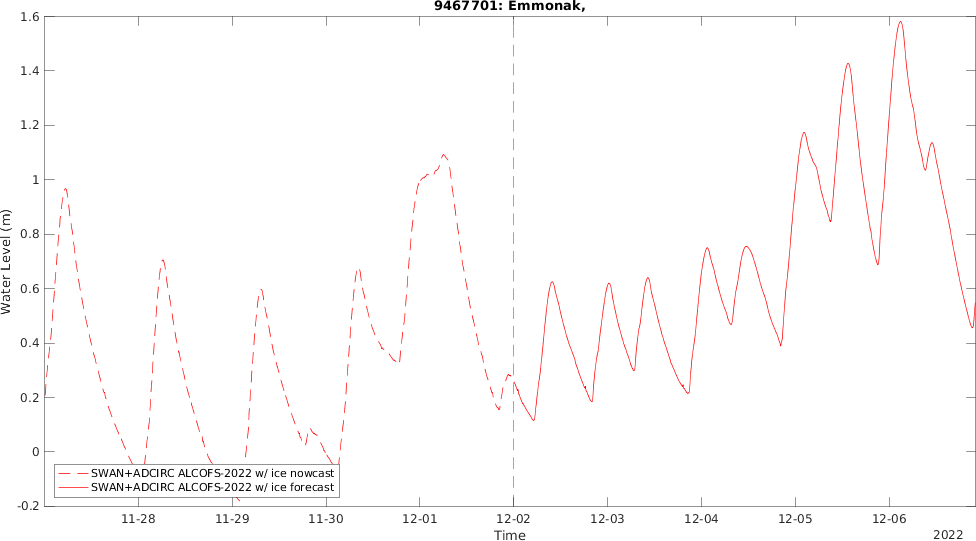 9467701: Emmonak,
Water Level (m)
1.6
1.4
1.2
1
0.8
0.6
0.4
0.2
0
-0.2
SWAN+ADCIRC ALCOFS-2022 w/ ice nowcast
SWAN+ADCIRC ALCOFS-2022 w/ ice forecast
11-28 11-29 11-30 12-01 12-02 12-03 12-04 12-05 12-06
Time
2022